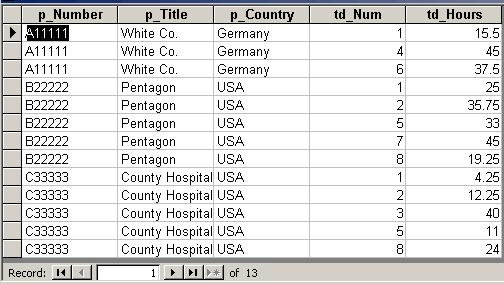 p_Number p_Title p_Country td_Num td_Hours
A11111 White Co. Germany 1 15.5
A11111 White Co. Germany 4 45
A11111 White Co. Germany 6 37.5
B22222 Pentagon USA 1 25
B22222 Pentagon USA 2 35.75
B22222 Pentagon USA 5 33
B22222 Pentagon USA 7 45
B22222 Pentagon USA 8 19.25
C33333 County Hospital USA 1 4.25
C33333 County Hospital USA 2 12.25
C33333 County Hospital USA 3 40
C33333 County Hospital USA 5 11
C33333 County Hospital USA 8 24
Record: 1 of 13